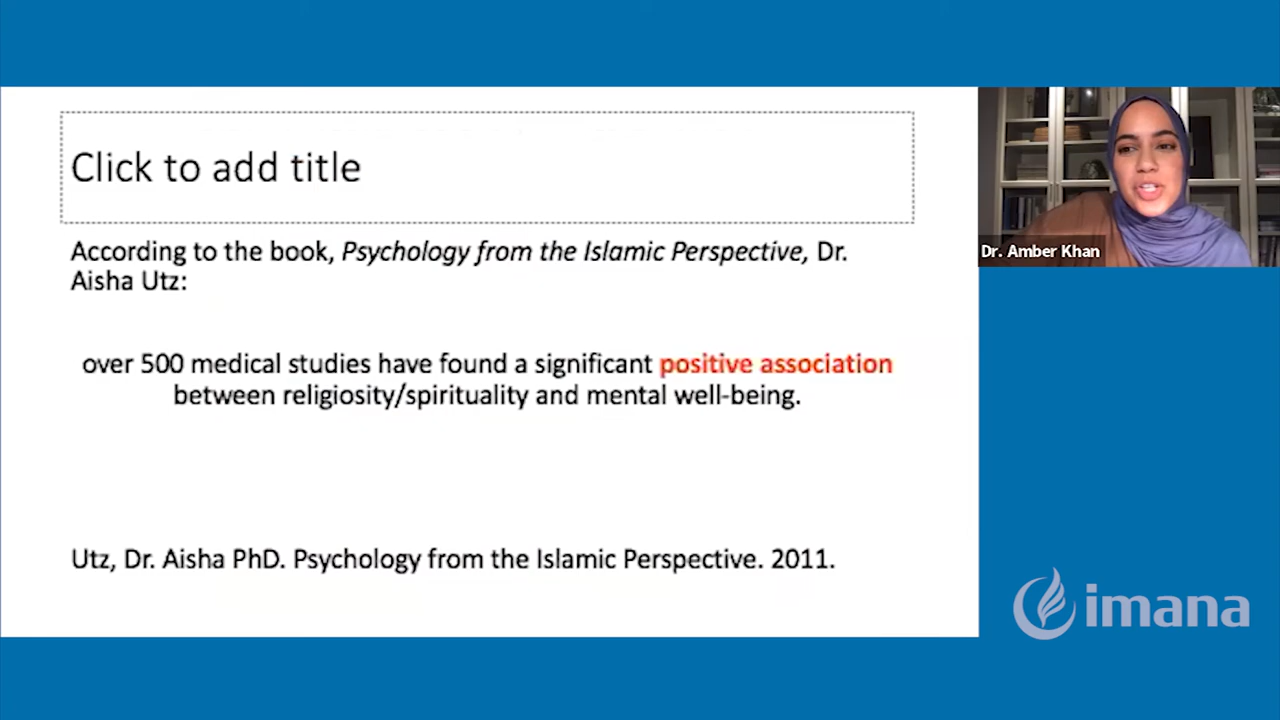 Click to add title
According to the book, Psychology from the Islamic Perspective, Dr.
Aisha Utz:
over 500 medical studies have found a significant positive association
between religiosity/spirituality and mental well-being.
Utz, Dr. Aisha PhD. Psychology from the Islamic Perspective. 2011.
Dr. Amber Khan
imana